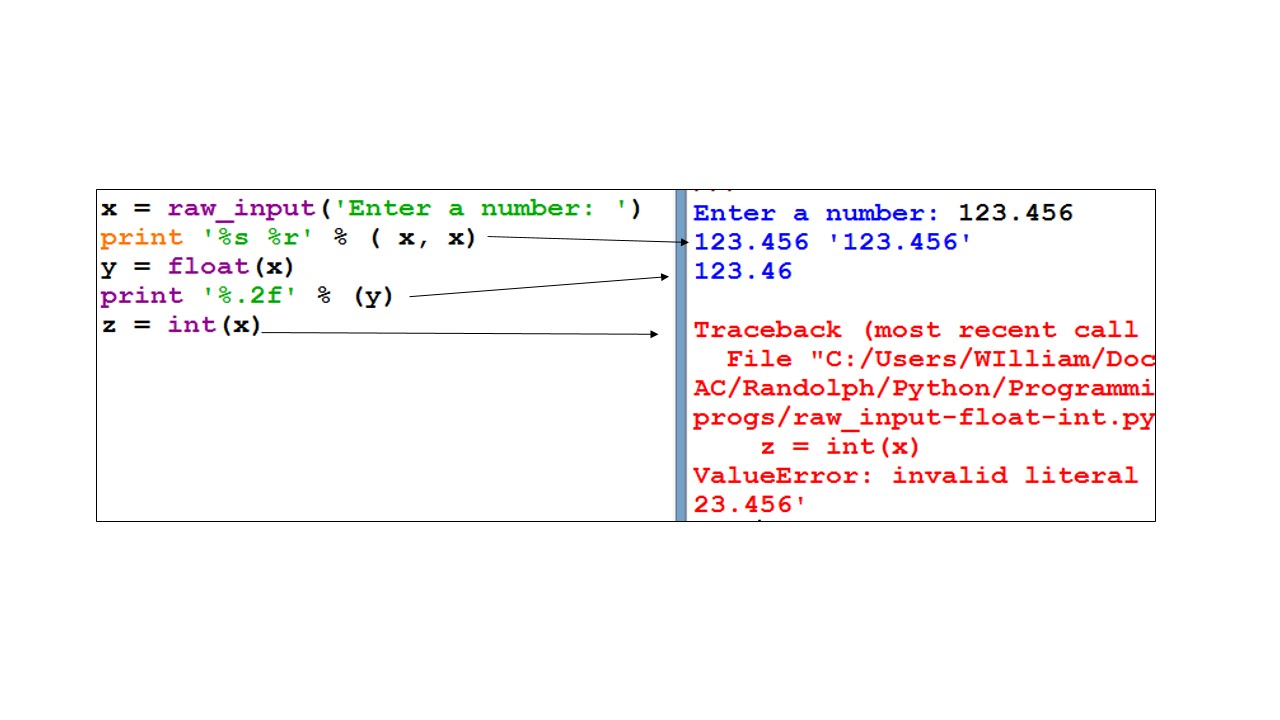 x = raw_input('Enter a number: ')
print '%s %r' % ( x, x)
y = float(x)
print '%.2f' % (y)
z = int(x)
Enter a number: 123.456
123.456 '123.456'
123.46
Traceback (most recent call
File "C:/Users/WIlliam/Doc
AC/Randolph/Python/Programmi
progs/raw_input-float-int.py
z = int(x)
ValueError: invalid literal
23.456'